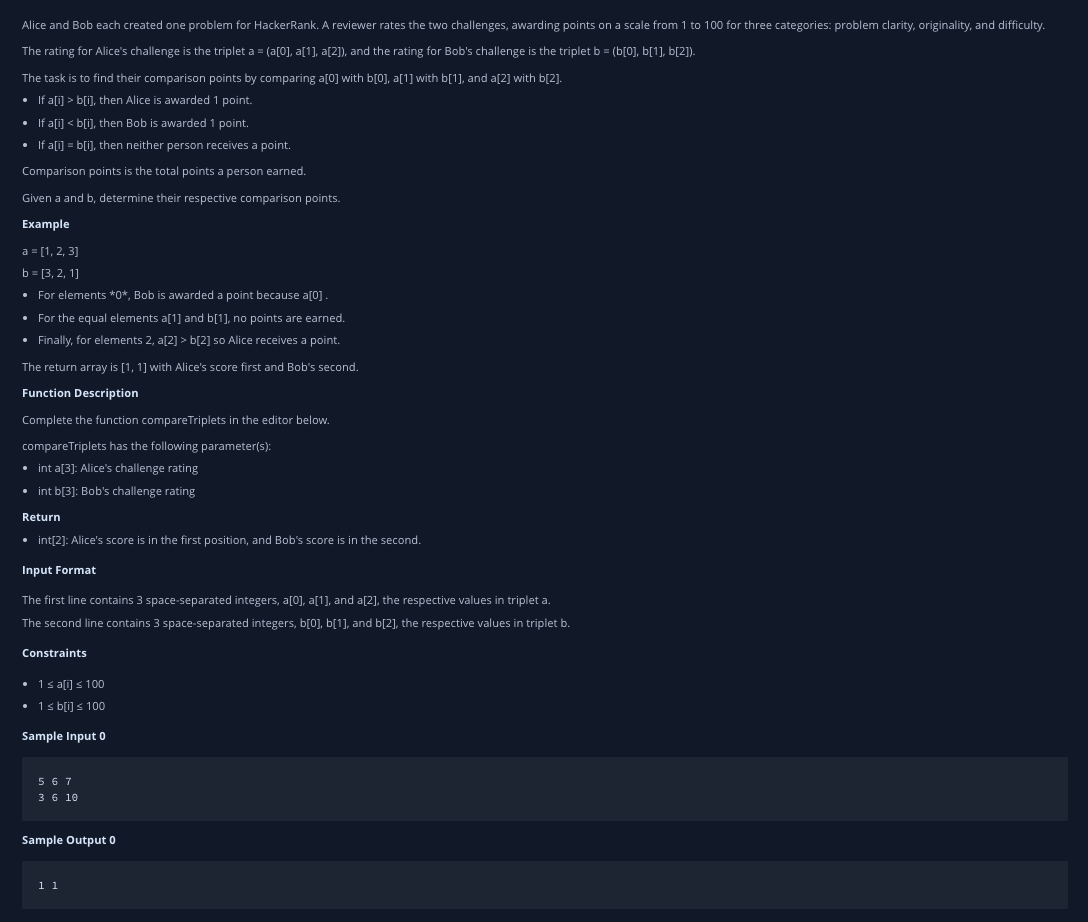 Alice and Bob each created one problem for HackerRank. A reviewer rates the two challenges, awarding points on a scale from 1 to 100 for three categories: problem clarity, originality, and difficulty.
The rating for Alice's challenge is the triplet a = (a[0], a[1], a[2]), and the rating for Bob's challenge is the triplet b = (b[0], b[1], b[2]).
The task is to find their comparison points by comparing a[0] with b[0], a[1] with b[1], and a[2] with b[2].
• If a[i] > b[i], then Alice is awarded 1 point.
• If a[i] < b[i], then Bob is awarded 1 point.
• If a[i] = b[i], then neither person receives a point.
Comparison points is the total points a person earned.
Given a and b, determine their respective comparison points.
Example
a = [1, 2, 3]
b = [3, 2, 1]
• For elements *0*, Bob is awarded a point because a[0] .
• For the equal elements a[1] and b[1], no points are earned.
• Finally, for elements 2, a[2] > b[2] so Alice receives a point.
The return array is [1, 1] with Alice's score first and Bob's second.
Function Description
Complete the function compareTriplets in the editor below.
compareTriplets has the following parameter(s):
• int a[3]: Alice's challenge rating
• int b[3]: Bob's challenge rating
Return
• int[2]: Alice's score is in the first position, and Bob's score is in the second.
Input Format
The first line contains 3 space-separated integers, a[0], a[1], and a[2], the respective values in triplet a.
The second line contains 3 space-separated integers, b[0], b[1], and b[2], the respective values in triplet b.
Constraints
• 1 ≤ a[i] ≤ 100
• 1 ≤ b[i] ≤ 100
Sample Input 0
5 6 7
3 6 10
Sample Output 0
1 1